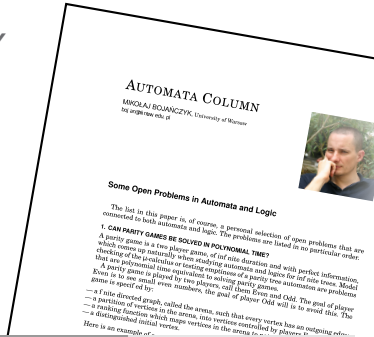 AUTOMATA COLUMN
MIKOŁAJ BOJAŃCZYK, University of Warsaw
Some Open Problems in Automata and Logic
The list in this paper is, of course, a personal selection of open problems that are
connected to both automata and logic. The problems are listed in no particular order.
1. CAN PARITY GAMES BE SOLVED IN POLYNOMIAL TIME?
A parity game is a two player game, of inf nite duration and with perfect information,
which comes up naturally when studying automata and logics for inf nite trees. Model
checking of the μ-calculus or testing emptiness of a parity tree automaton are problems
that are polynomial time equivalent to solving parity games.
A parity game is played by two players, call them Even and Odd. The goal of player
Even is to see small even numbers, the goal of player Odd will is to avoid this. The
game is specif ed by:
— a f nite directed graph, called the arena, such that every vertex has an outgoing edge
— a partition of vertices in the arena, into vertices controlled by players
— a ranking function which maps vertices in the arena to
— a distinguished initial vertex.
Here is an example of